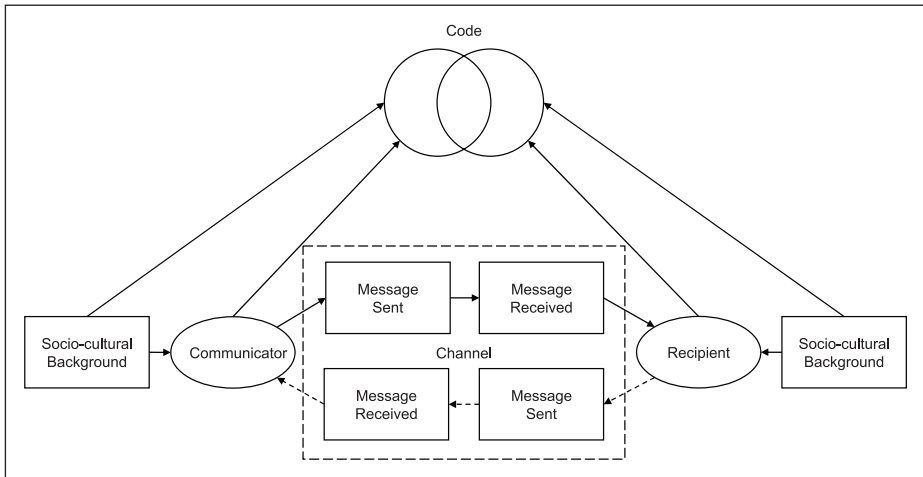 Code
Message
Sent
Message
Received
Socio-cultural
Background
Communicator
Channel
Recipient
Socio-cultural
Background
Message
Received
Message
Sent